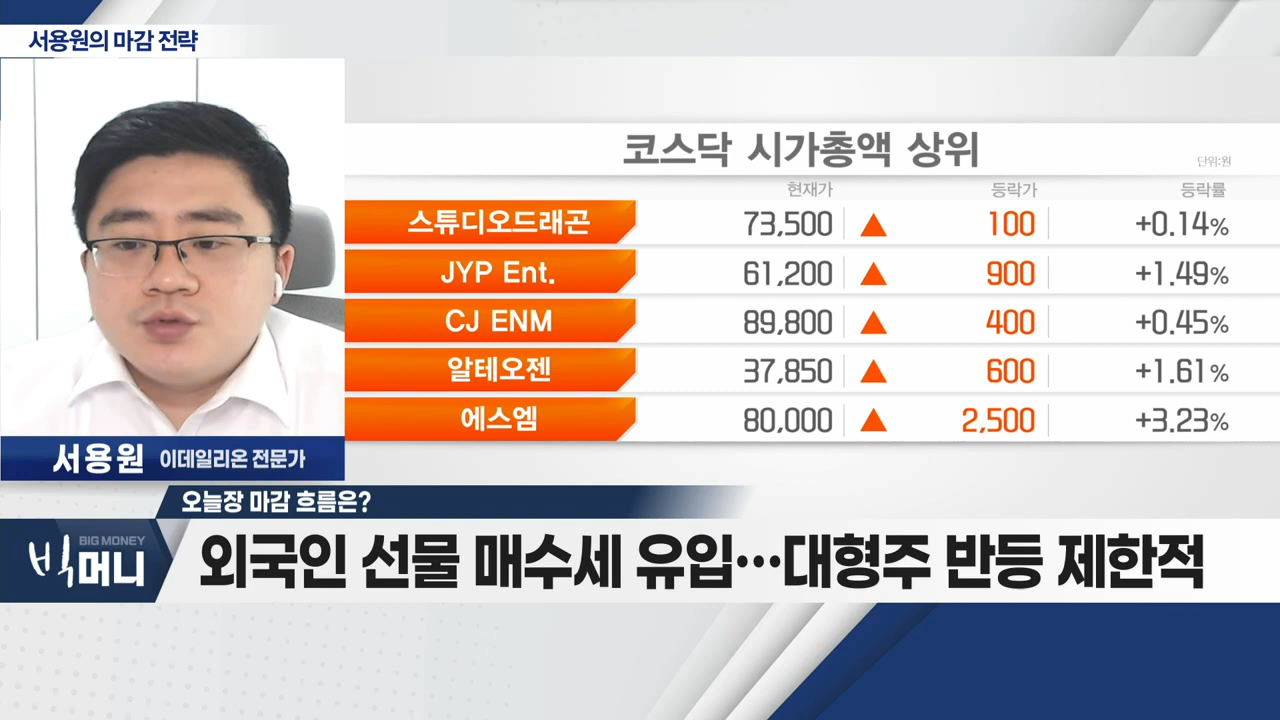 서용원의 마감 전략
코스닥 시가총액 상위
단위:원
현재가 등락가 등락률
스튜디오드래곤 73,500 ▲ 100 +0.14%
JYP Ent. 61,200 ▲ 900 +1.49%
CJ ENM 89,800 ▲ 400 +0.45%
알테오젠 37,850 ▲ 600 +1.61%
에스엠 80,000 ▲ 2,500 +3.23%
서용원 이데일리온 전문가
오늘장 마감 흐름은?
BIG MONEY
빅머니
외국인 선물 매수세 유입…대형주 반등 제한적